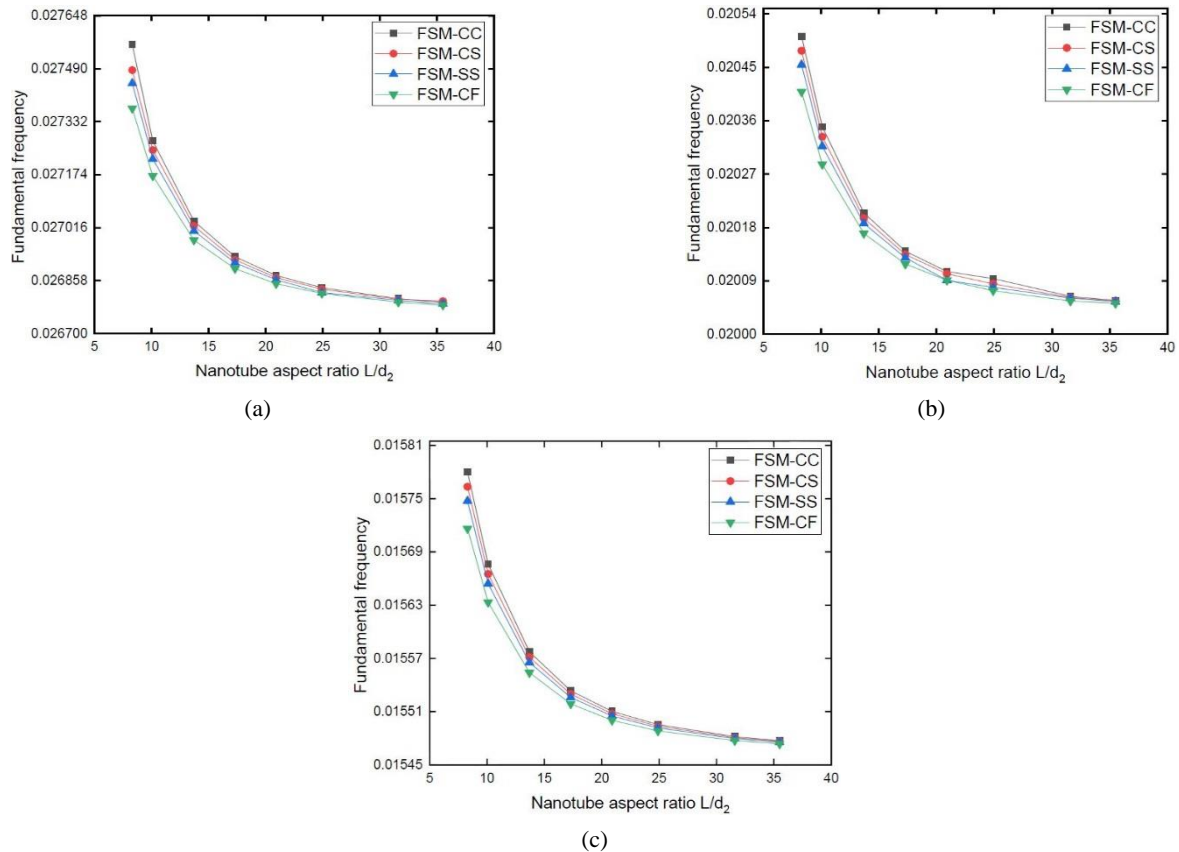 0.027648
0.027490
0.027332
0.027174
0.027016
0.026858
0.026700
Fundamental frequency
FSM-CC
FSM-CS
FSM-SS
FSM-CF
5 10 15 20 25 30 35 40
Nanotube aspect ratio L/d₂
(a)
0.02054
0.02045
0.02036
0.02027
0.02018
0.02009
0.02000
Fundamental frequency
FSM-CC
FSM-CS
FSM-SS
FSM-CF
5 10 15 20 25 30 35 40
Nanotube aspect ratio L/d₂
(b)
0.01581
0.01575
0.01569
0.01563
0.01557
0.01551
0.01545
Fundamental frequency
FSM-CC
FSM-CS
FSM-SS
FSM-CF
5 10 15 20 25 30 35 40
Nanotube aspect ratio L/d₂
(c)